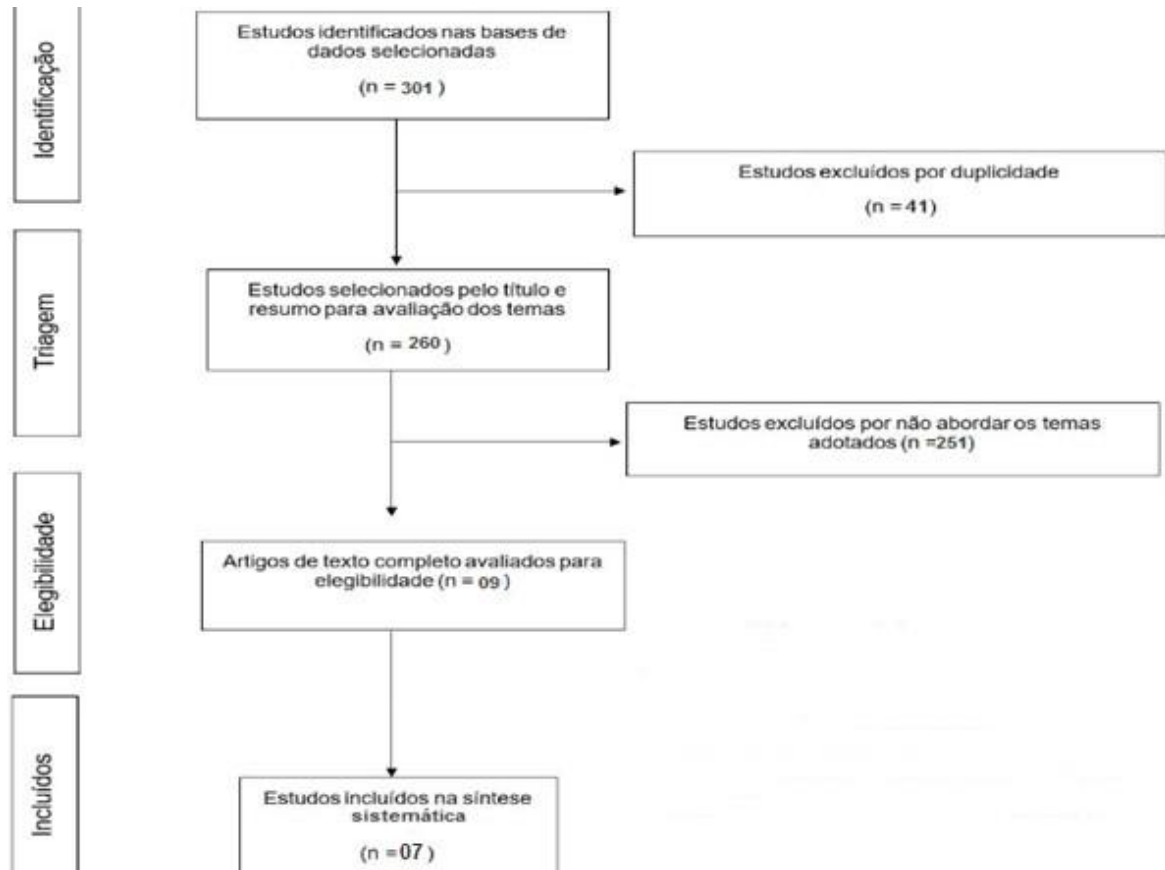 Identificação
Estudos identificados nas bases de
dados selecionadas
(n = 301)
Estudos excluídos por duplicidade
(n = 41)
Triagem
Estudos selecionados pelo título e
resumo para avaliação dos temas
(n = 260)
Estudos excluídos por não abordar os temas
adotados (n =251)
Elegibilidade
Artigos de texto completo avaliados para
elegibilidade (n = 09)
Incluídos
Estudos incluídos na síntese
sistemática
(n =07)